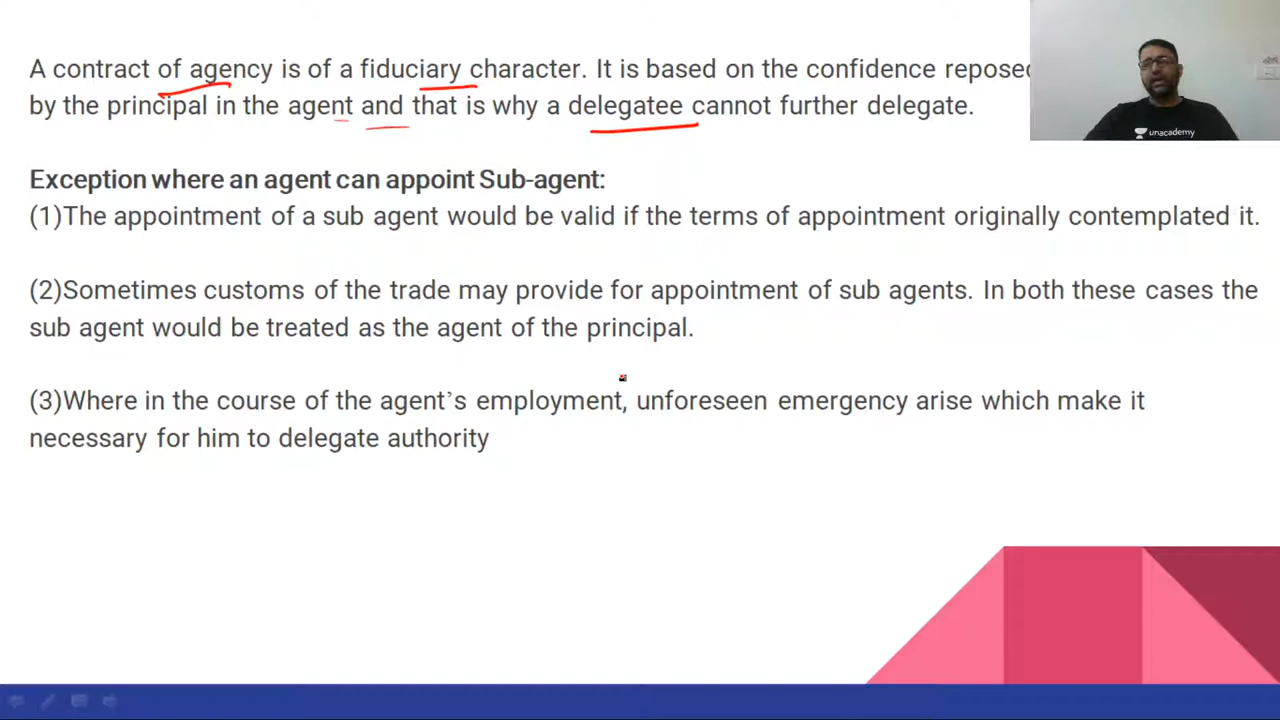 A contract of agency is of a fiduciary character. It is based on the confidence reposed
by the principal in the agent and that is why a delegatee cannot further delegate.
unacademy
Exception where an agent can appoint Sub-agent:
(1)The appointment of a sub agent would be valid if the terms of appointment originally contemplated it.
(2)Sometimes customs of the trade may provide for appointment of sub agents. In both these cases the
sub agent would be treated as the agent of the principal.
(3)Where in the course of the agent’s employment, unforeseen emergency arise which make it
necessary for him to delegate authority